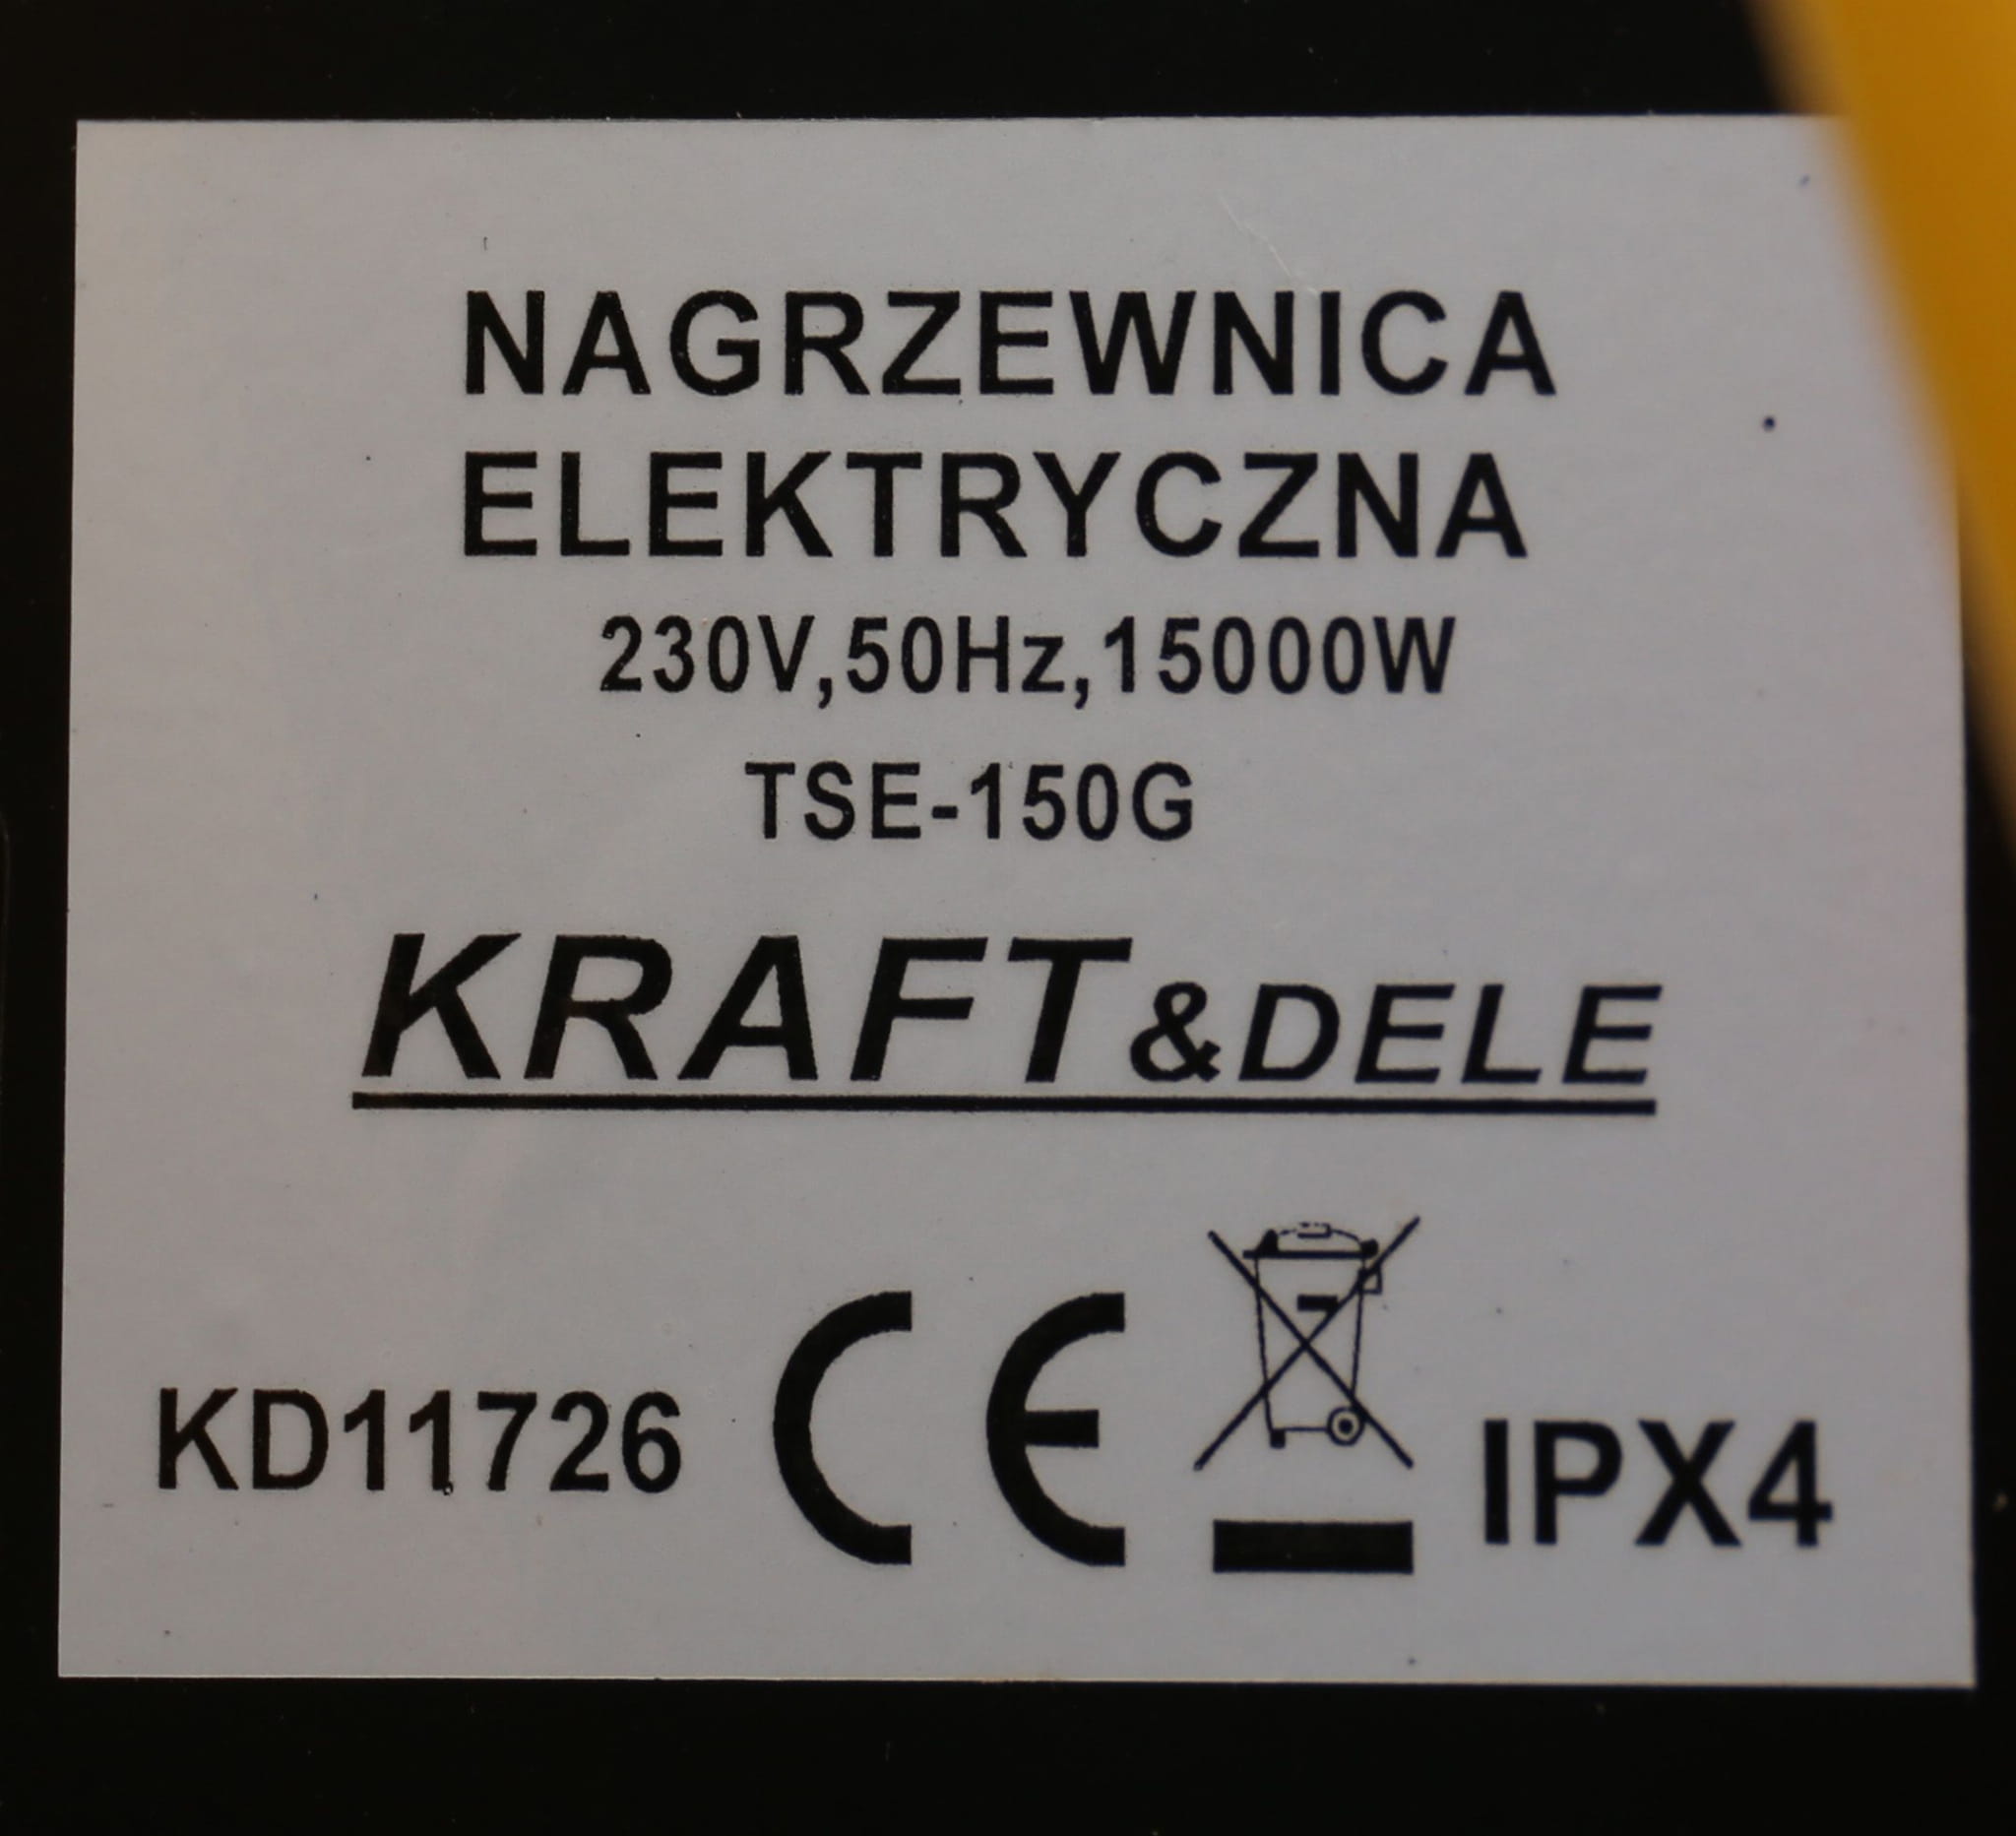 NAGRZEWNICA
ELEKTRYCZNA
230V,50Hz,15000W
TSE-150G
KRAFT&DELE
KD11726 CE IPX4